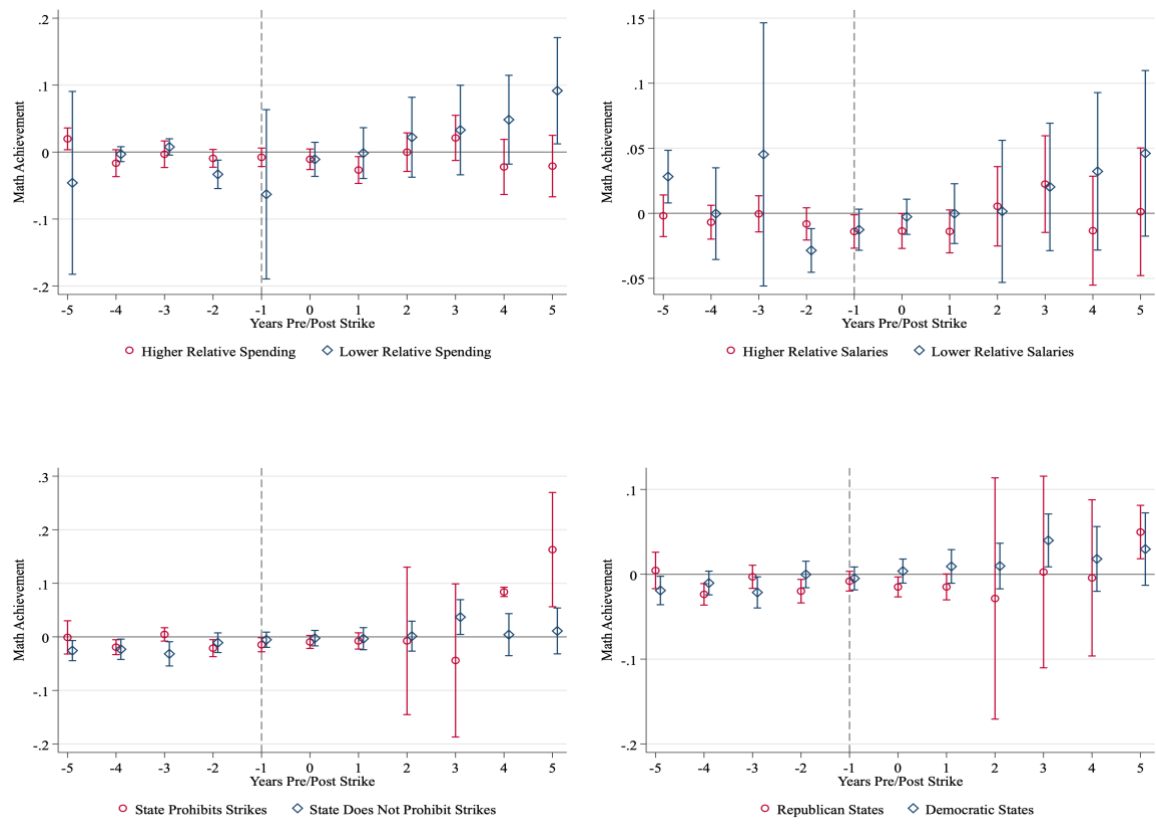 .2
.1
0
-.1
-.2
Math Achievement
-5 -4 -3 -2 -1 0 1 2 3 4 5
Years Pre/Post Strike
Higher Relative Spending Lower Relative Spending
.15
.1
.05
0
-.05
Math Achievement
-5 -4 -3 -2 -1 0 1 2 3 4 5
Years Pre/Post Strike
Higher Relative Salaries Lower Relative Salaries
.3
.2
.1
0
-.1
-.2
Math Achievement
-5 -4 -3 -2 -1 0 1 2 3 4 5
Years Pre/Post Strike
State Prohibits Strikes State Does Not Prohibit Strikes
.1
0
-.1
-.2
Math Achievement
-5 -4 -3 -2 -1 0 1 2 3 4 5
Years Pre/Post Strike
Republican States Democratic States